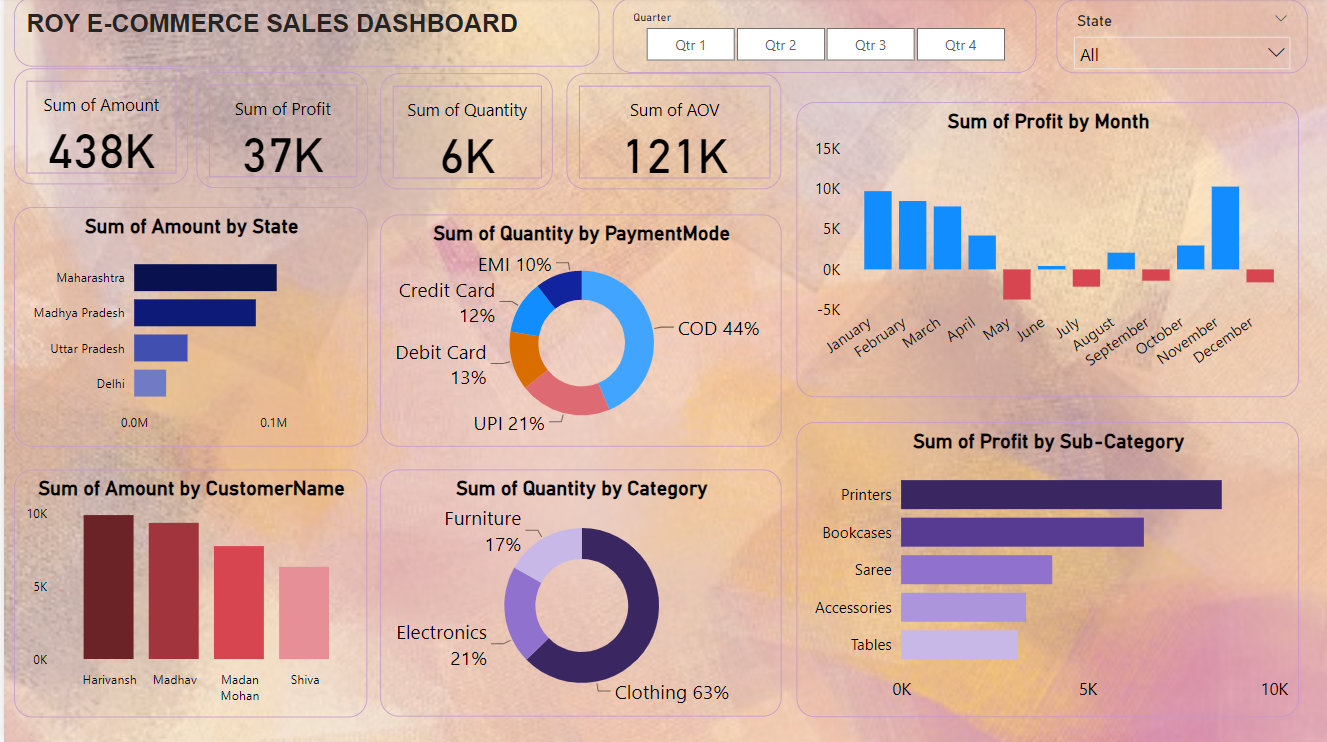 ROY E-COMMERCE SALES DASHBOARD
Quarter
Qtr 1
Qtr 2
Qtr 3
Qtr 4
State
All
Sum of Amount
438K
Sum of Profit
37K
Sum of Quantity
6K
Sum of AOV
121K
Sum of Profit by Month
15K
10K
5K
0K
-5K
January
February
March
April
May
June
July
August
September
October
November
December
Sum of Amount by State
Maharashtra
Madhya Pradesh
Uttar Pradesh
Delhi
0.0M
0.1M
Sum of Quantity by PaymentMode
EMI 10%
Credit Card
12%
Debit Card
13%
UPI 21%
COD 44%
Sum of Amount by CustomerName
10K
5K
0K
Harivansh
Madhav
Madan
Mohan
Shiva
Sum of Quantity by Category
Furniture
17%
Electronics
21%
Clothing 63%
Sum of Profit by Sub-Category
Printers
Bookcases
Saree
Accessories
Tables
0K
5K
10K